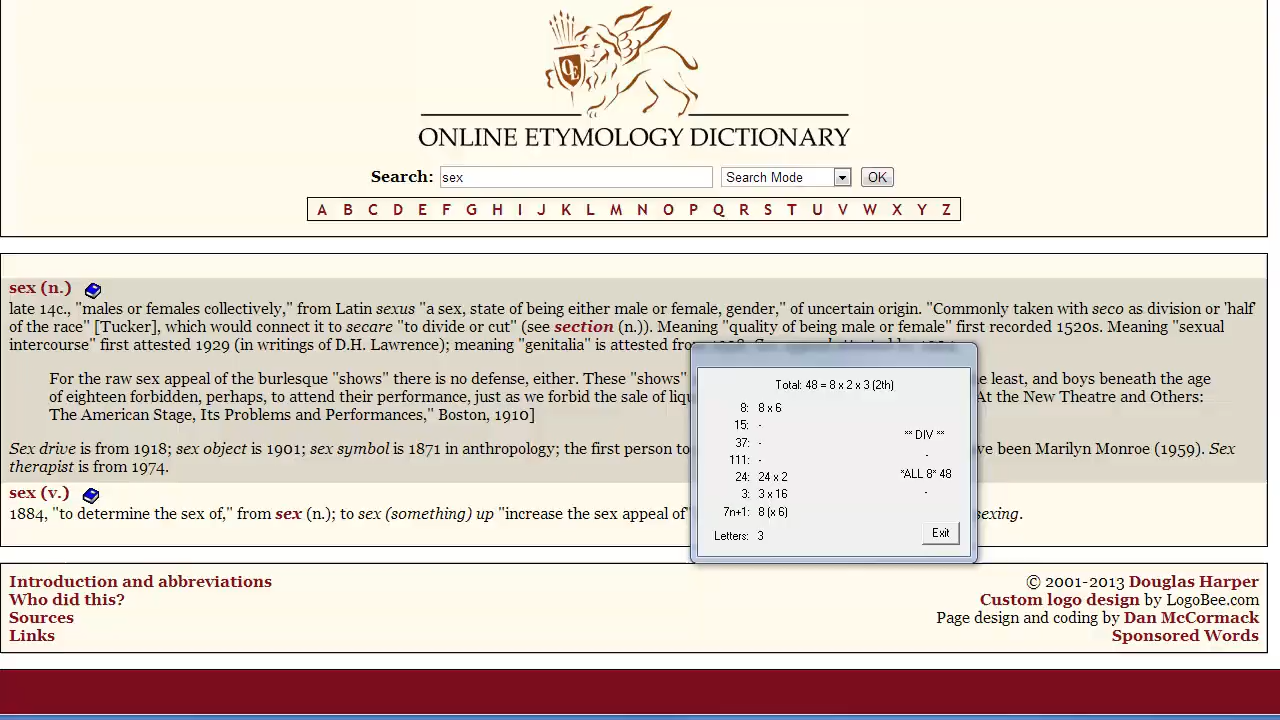 OE
ONLINE ETYMOLOGY DICTIONARY
Search: sex Search Mode OK
A B C D E F G H I J K L M N O P Q R S T U V W X Y Z
sex (n.)
late 14c., "males or females collectively," from Latin sexus "a sex, state of being either male or female, gender," of uncertain origin. "Commonly taken with seco as division or 'half'
of the race" [Tucker], which would connect it to secare "to divide or cut" (see section (n.)). Meaning "quality of being male or female" first recorded 1520s. Meaning "sexual
intercourse" first attested 1929 (in writings of D.H. Lawrence); meaning "genitalia" is attested
For the raw sex appeal of the burlesque "shows" there is no defense, either. These "shows" least, and boys beneath the age
of eighteen forbidden, perhaps, to attend their performance, just as we forbid the sale of At the New Theatre and Others:
The American Stage, Its Problems and Performances," Boston, 1910]
Sex drive is from 1918; sex object is 1901; sex symbol is 1871 in anthropology; the first person to been Marilyn Monroe (1959). Sex
therapist is from 1974.
sex (v.)
1884, "to determine the sex of," from sex (n.); to sex (something) up "increase the sex appeal of" sexing.
Total: 48 = 8 x 2 x 3 (2th)
8: 8 x 6
15: -
37: -
111: -
24: 24 x 2
3: 3 x 16
7n+1: 8 (x 6)
Letters: 3
** DIV **
-
*ALL 8* 48
-
Exit
Introduction and abbreviations
Who did this?
Sources
Links
© 2001-2013 Douglas Harper
Custom logo design by LogoBee.com
Page design and coding by Dan McCormack
Sponsored Words